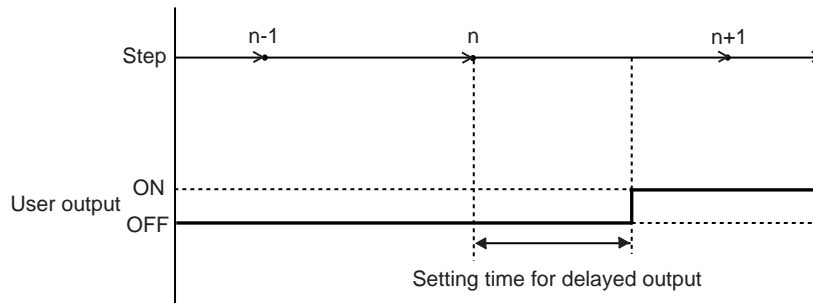 n-1
n
n+1
Step
ON
User output
OFF
Setting time for delayed output